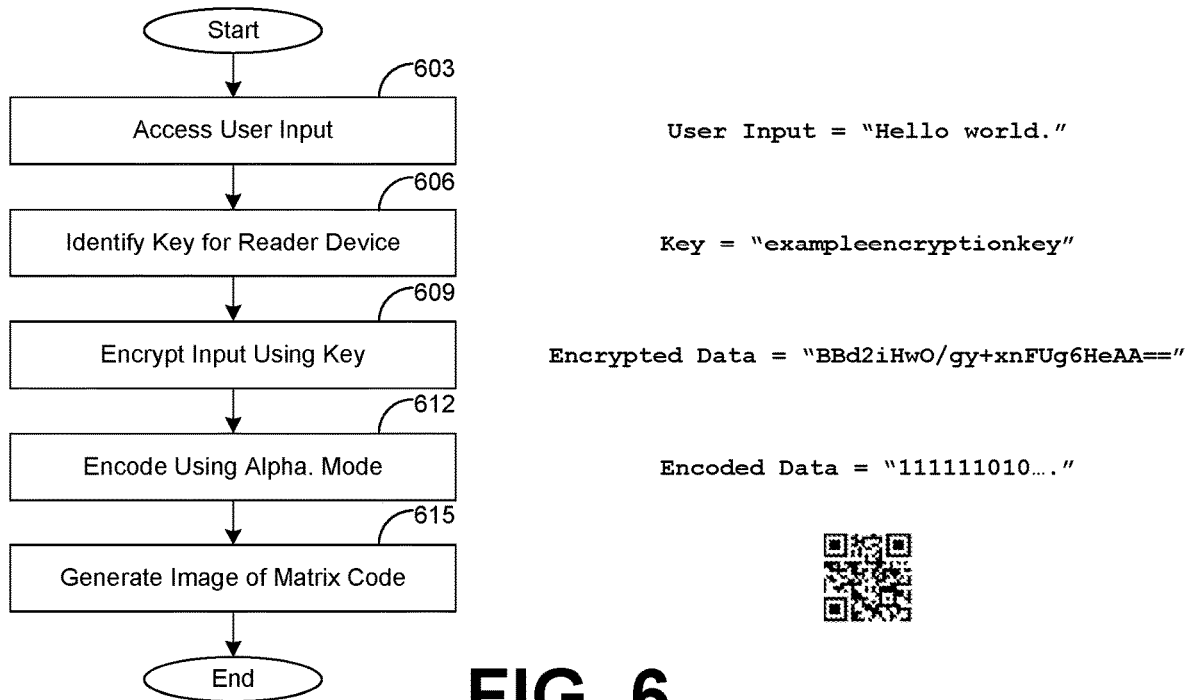 Start
603
Access User Input
User Input = “Hello world.”
606
Identify Key for Reader Device
Key = “exampleencryptionkey”
609
Encrypt Input Using Key
Encrypted Data = “BBd2iHwO/gy+xnFUg6HeAA==”
612
Encode Using Alpha. Mode
Encoded Data = “111111010….”
615
Generate Image of Matrix Code
End
FIG. 6